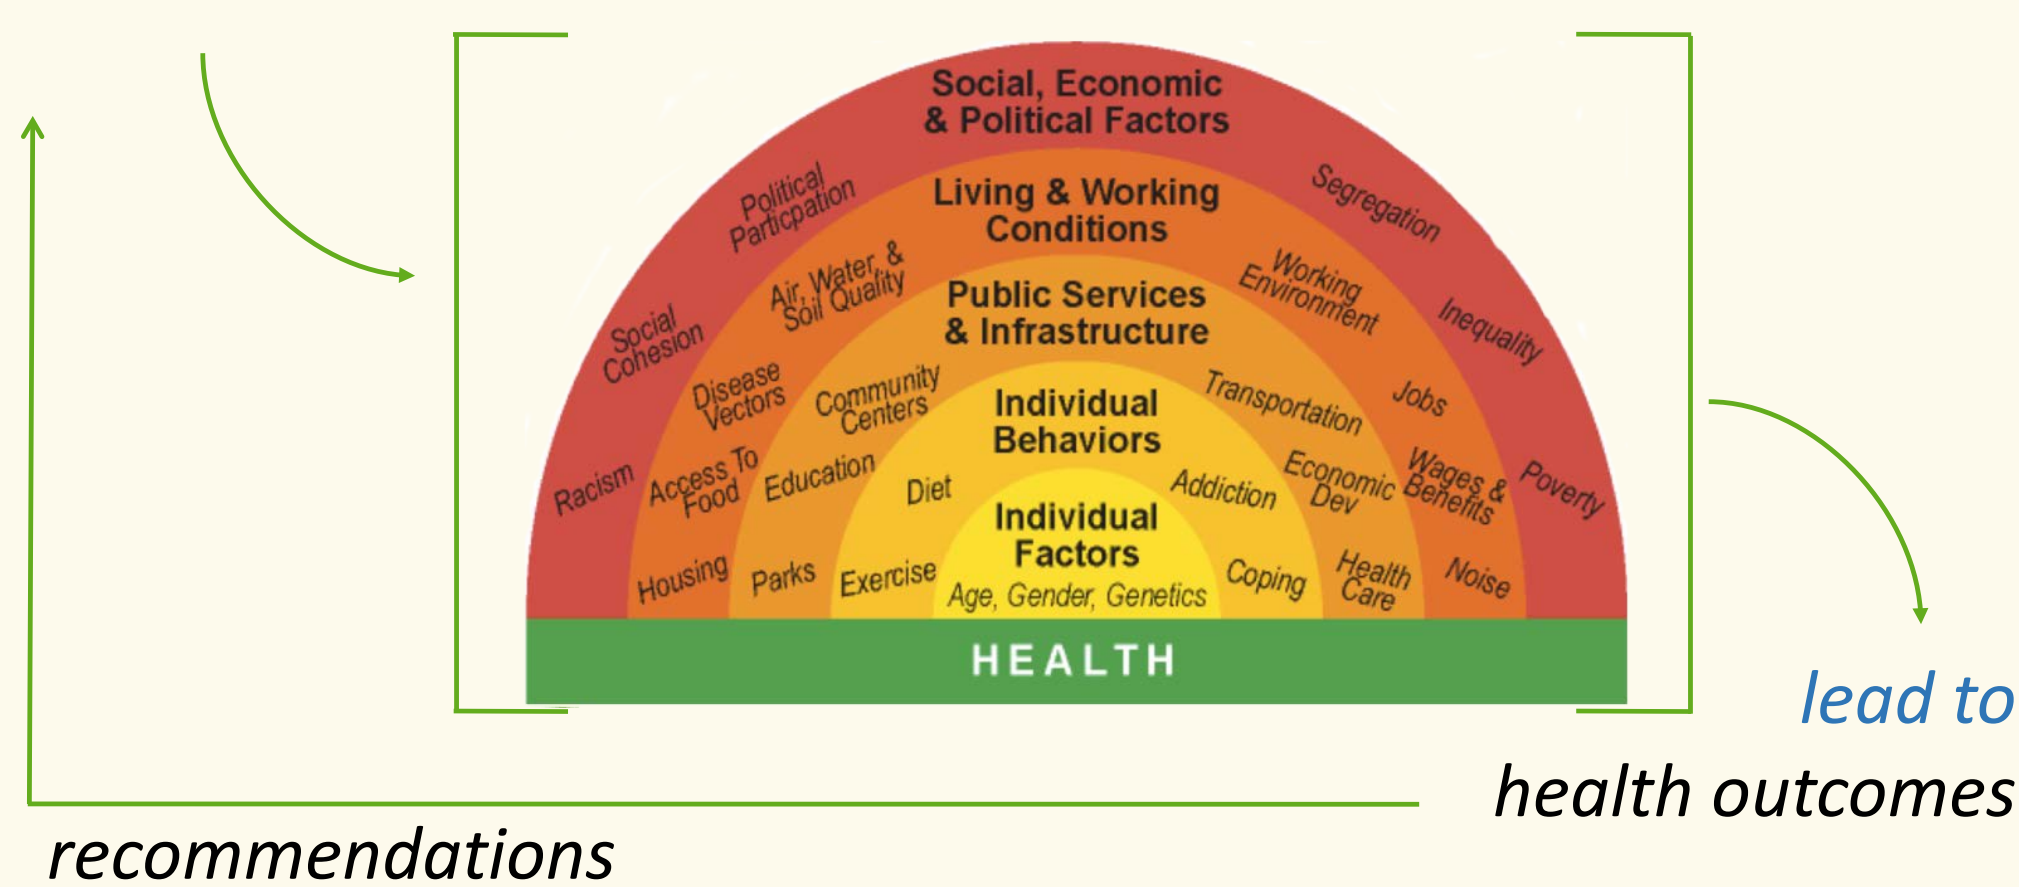 Social, Economic
& Political Factors
Political
Particpation
Segregation
Social
Cohesion
Inequality
Racism
Poverty
Living & Working
Conditions
Air, Water, &
Soil Quality
Working
Environment
Disease
Vectors
Jobs
Access To
Food
Wages &
Benefits
Housing
Noise
Public Services
& Infrastructure
Community
Centers
Transportation
Education
Economic
Dev
Parks
Health
Care
Individual
Behaviors
Diet
Addiction
Exercise
Coping
Individual
Factors
Age, Gender, Genetics
HEALTH
lead to
health outcomes
recommendations